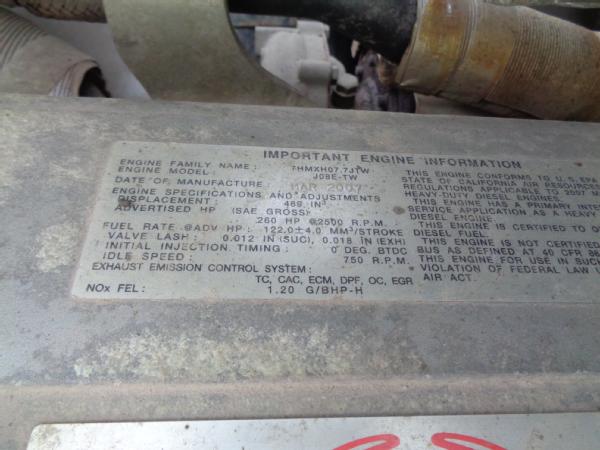 IMPORTANT ENGINE INFORMATION
ENGINE FAMILY NAME : 7HMXH07.7JTW
ENGINE MODEL : J08E-TW
DATE OF MANUFACTURE : MAR 2007
ENGINE SPECIFICATIONS AND ADJUSTMENTS
DISPLACEMENT : 469 IN³
ADVERTISED HP (SAE GROSS) :
260 HP @2500 R.P.M.
FUEL RATE @ADV HP : 122.0±4.0 MM³/STROKE
VALVE LASH : 0.012 IN (SUC), 0.018 IN (EXH)
INITIAL INJECTION TIMING : 0 DEG. BTDC
IDLE SPEED : 750 R.P.M.
EXHAUST EMISSION CONTROL SYSTEM :
TC, CAC, ECM, DPF, OC, EGR
NOx FEL : 1.20 G/BHP-H
THIS ENGINE CONFORMS TO U.S. EPA
STATE OF CALIFORNIA AIR RESOURCES
REGULATIONS APPLICABLE TO 2007
HEAVY-DUTY DIESEL ENGINES.
THIS ENGINE HAS A PRIMARY
SERVICE APPLICATION AS A HEAVY
DIESEL ENGINE.
THIS ENGINE IS CERTIFIED TO
DIESEL FUEL.
THIS ENGINE IS NOT CERTIFIED
BUS AS DEFINED AT 40 CFR 86
THIS ENGINE FOR USE IN SUCH
VIOLATION OF FEDERAL LAW
AIR ACT.